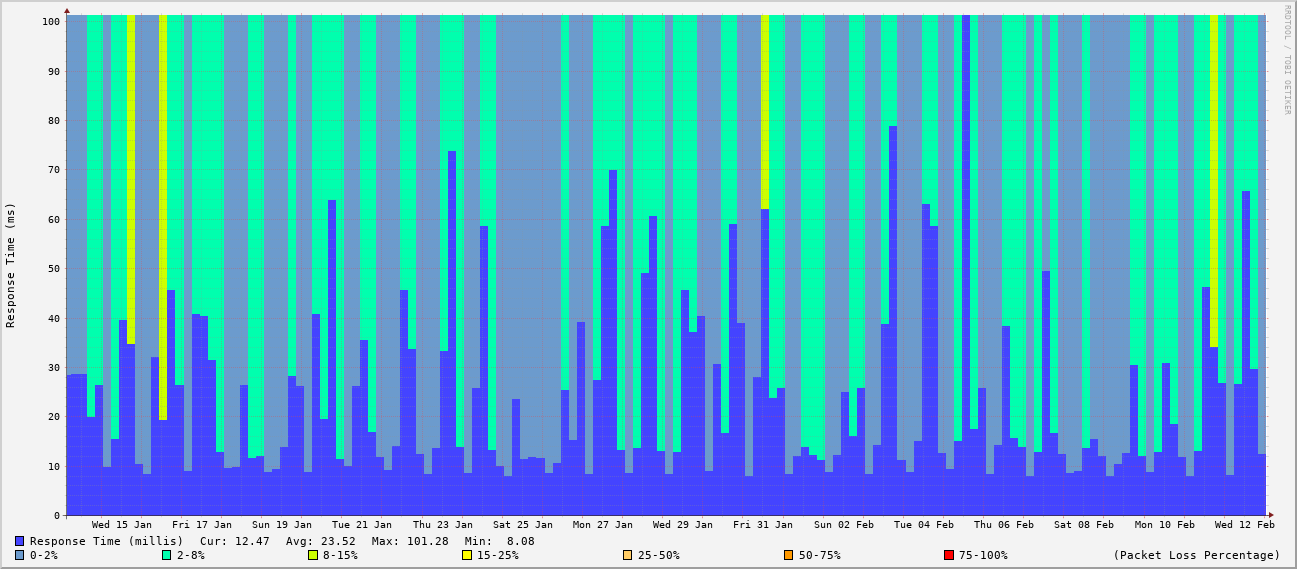 RRDTOOL / TOBI OETIKER
Response Time (ms)
100
90
80
70
60
50
40
30
20
10
0
Wed 15 Jan Fri 17 Jan Sun 19 Jan Tue 21 Jan Thu 23 Jan Sat 25 Jan Mon 27 Jan Wed 29 Jan Fri 31 Jan Sun 02 Feb Tue 04 Feb Thu 06 Feb Sat 08 Feb Mon 10 Feb Wed 12 Feb
Response Time (millis) Cur: 12.47 Avg: 23.52 Max: 101.28 Min: 8.08
0-2% 2-8% 8-15% 15-25% 25-50% 50-75% 75-100% (Packet Loss Percentage)